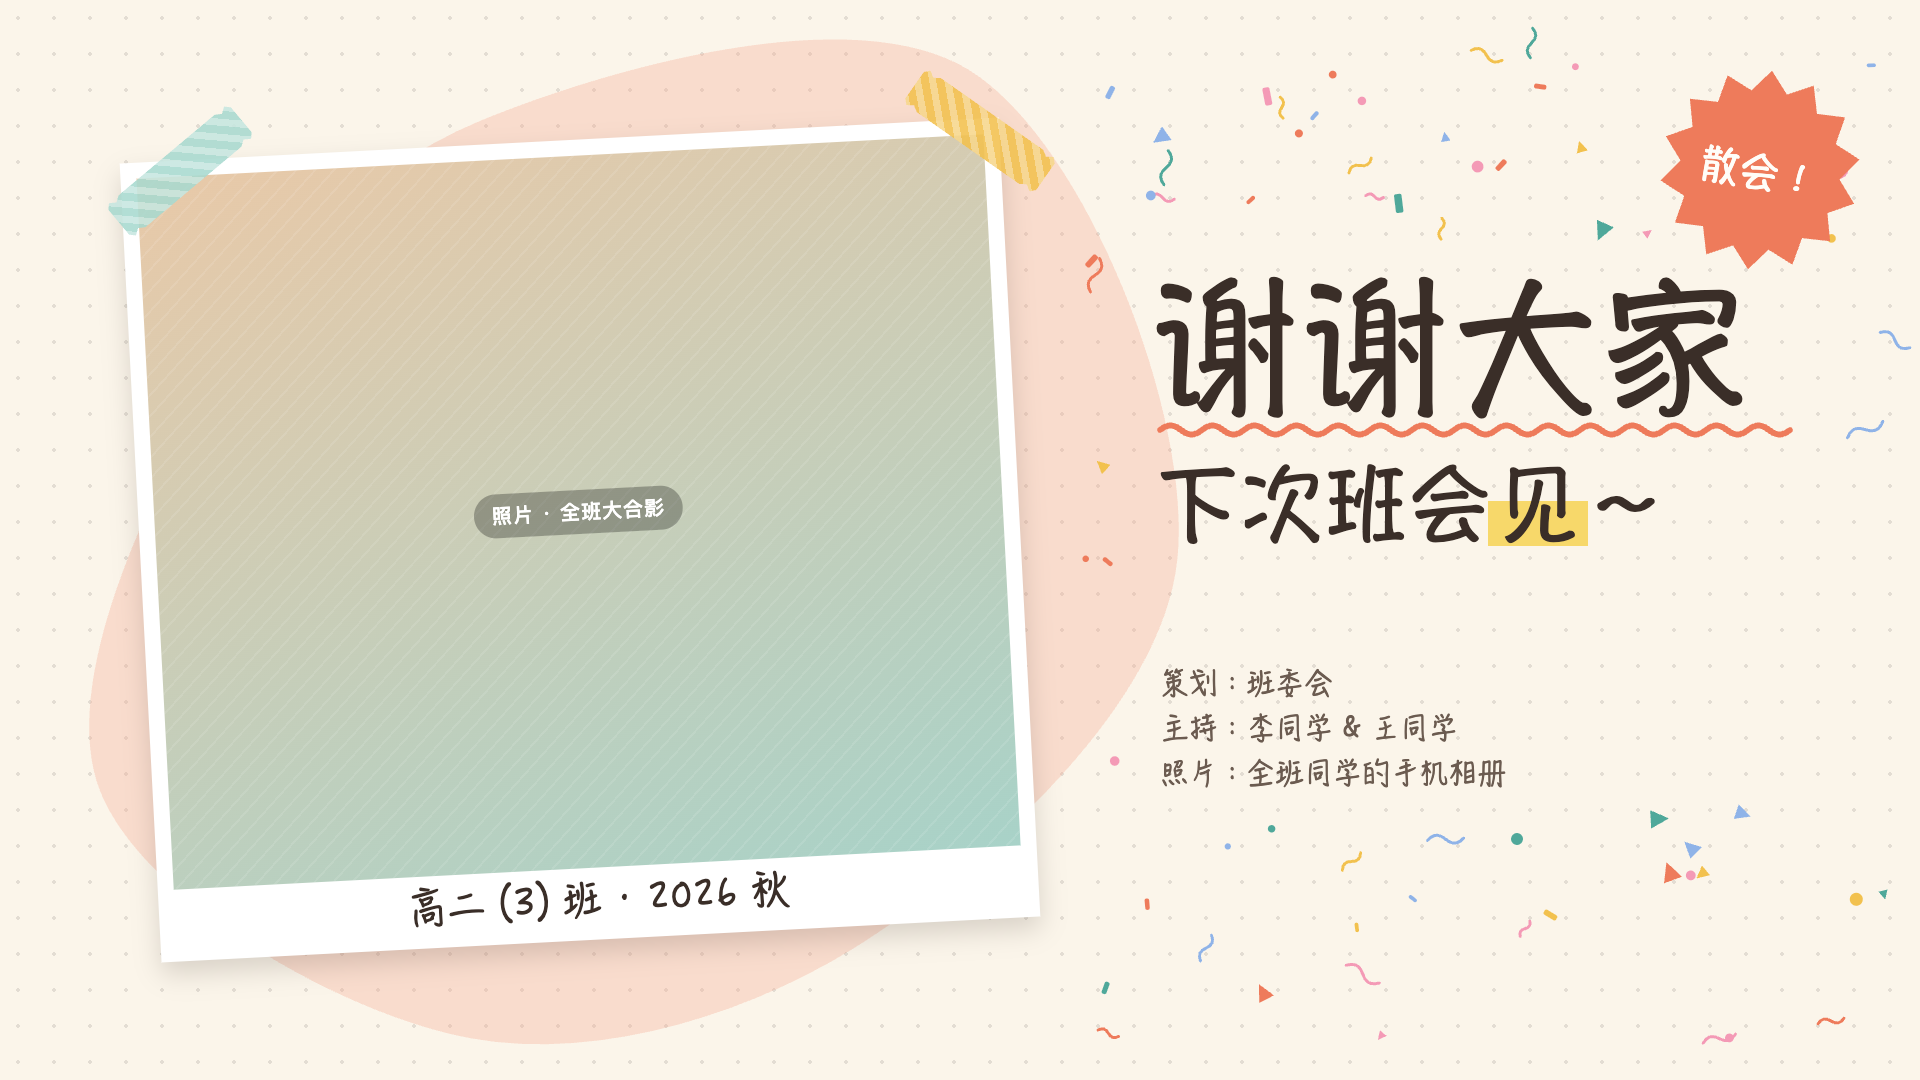 散会！
谢谢大家
下次班会见～
照片 · 全班大合影
策划：班委会
主持：李同学 & 王同学
照片：全班同学的手机相册
高二 (3) 班 · 2026 秋